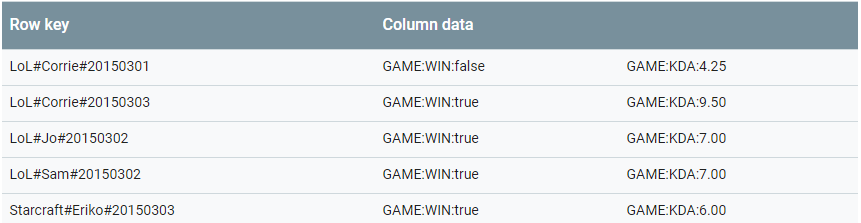 Row key Column data
LoL#Corrie#20150301 GAME:WIN:false GAME:KDA:4.25
LoL#Corrie#20150303 GAME:WIN:true GAME:KDA:9.50
LoL#Jo#20150302 GAME:WIN:true GAME:KDA:7.00
LoL#Sam#20150302 GAME:WIN:true GAME:KDA:7.00
Starcraft#Eriko#20150303 GAME:WIN:true GAME:KDA:6.00